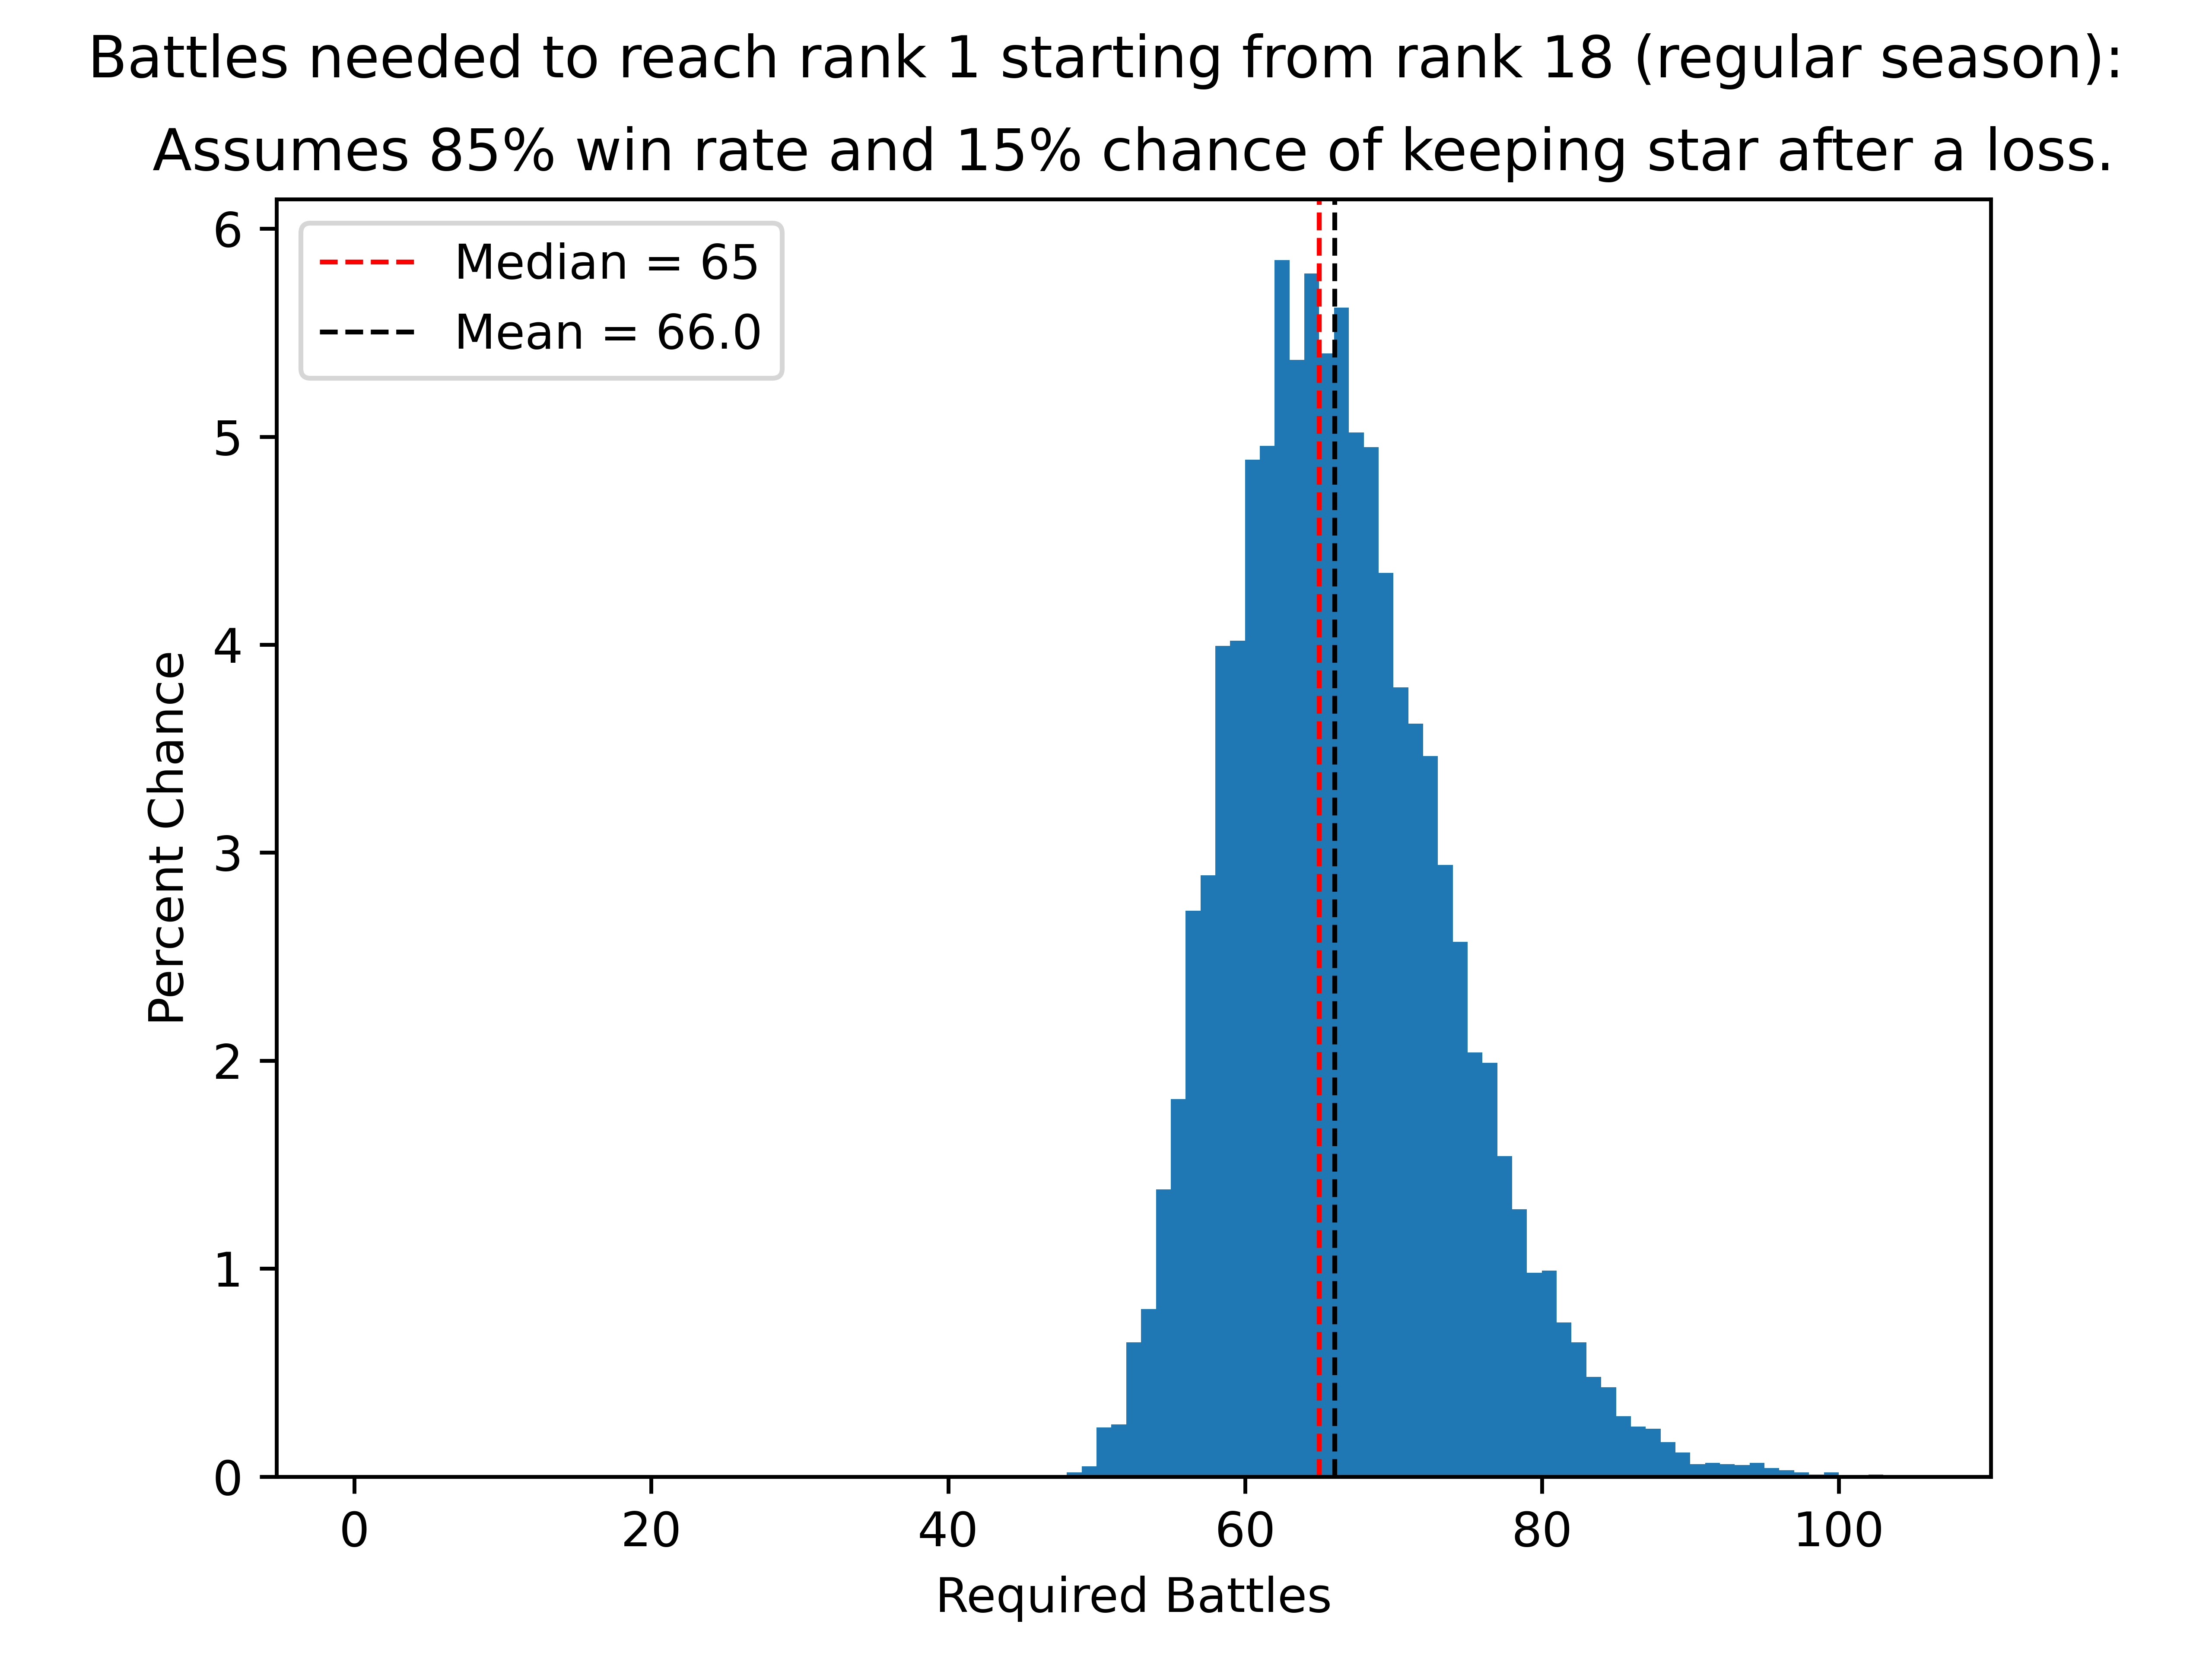 Battles needed to reach rank 1 starting from rank 18 (regular season):
Assumes 85% win rate and 15% chance of keeping star after a loss.
Median = 65
Mean = 66.0
6
5
4
3
2
1
0
Percent Chance
0 20 40 60 80 100
Required Battles